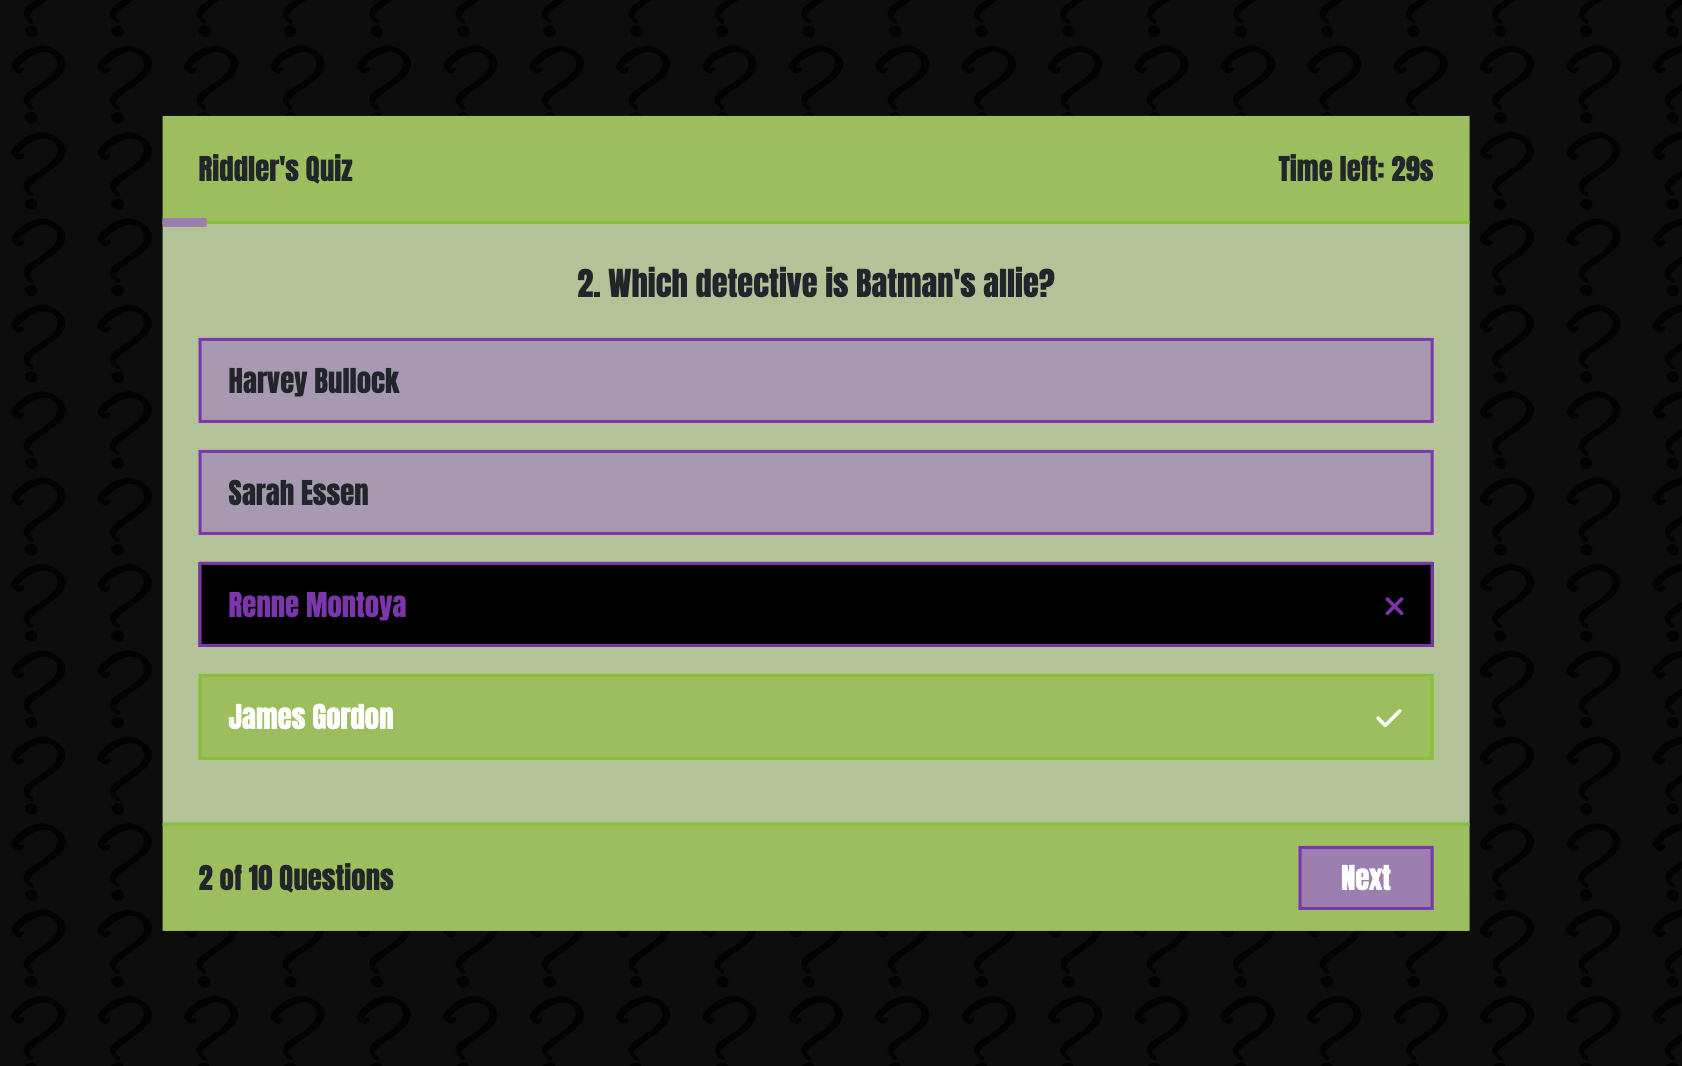 Riddler's Quiz
Time left: 29s
2. Which detective is Batman's allie?
Harvey Bullock
Sarah Essen
Renne Montoya
James Gordon
2 of 10 Questions
Next